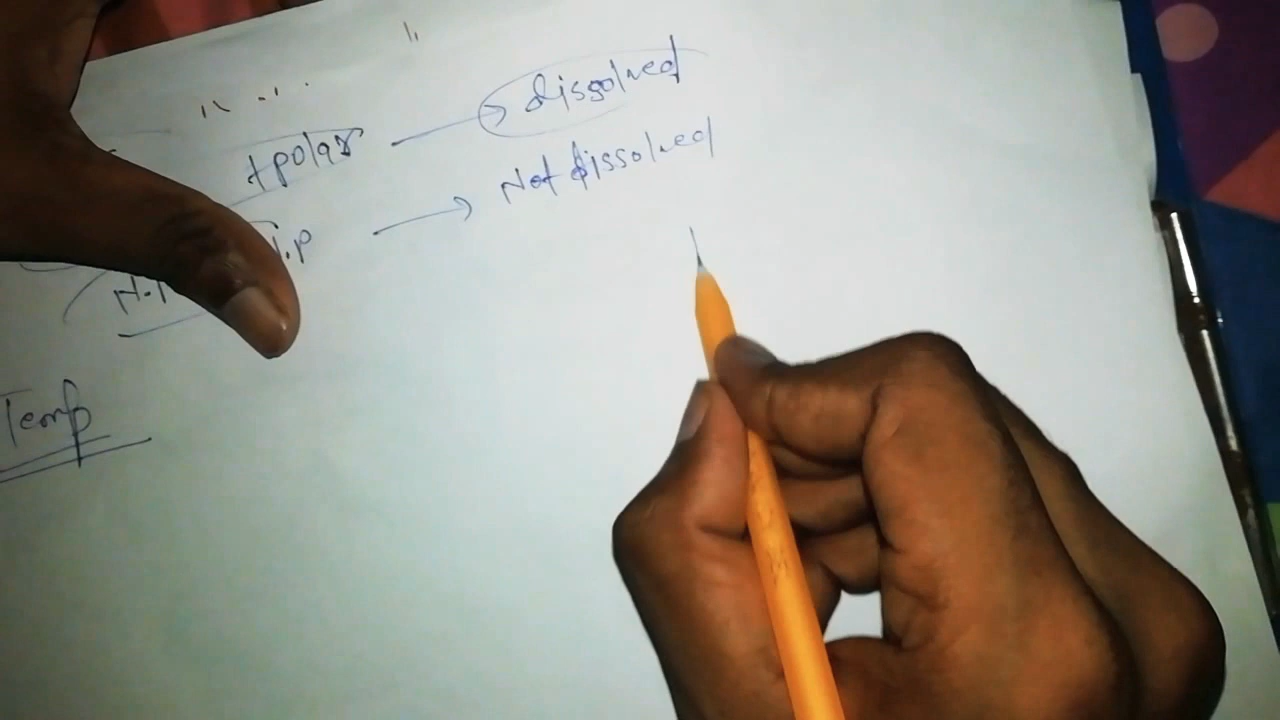 +polar → dissolved
.p → Not dissolved
N.
Temp